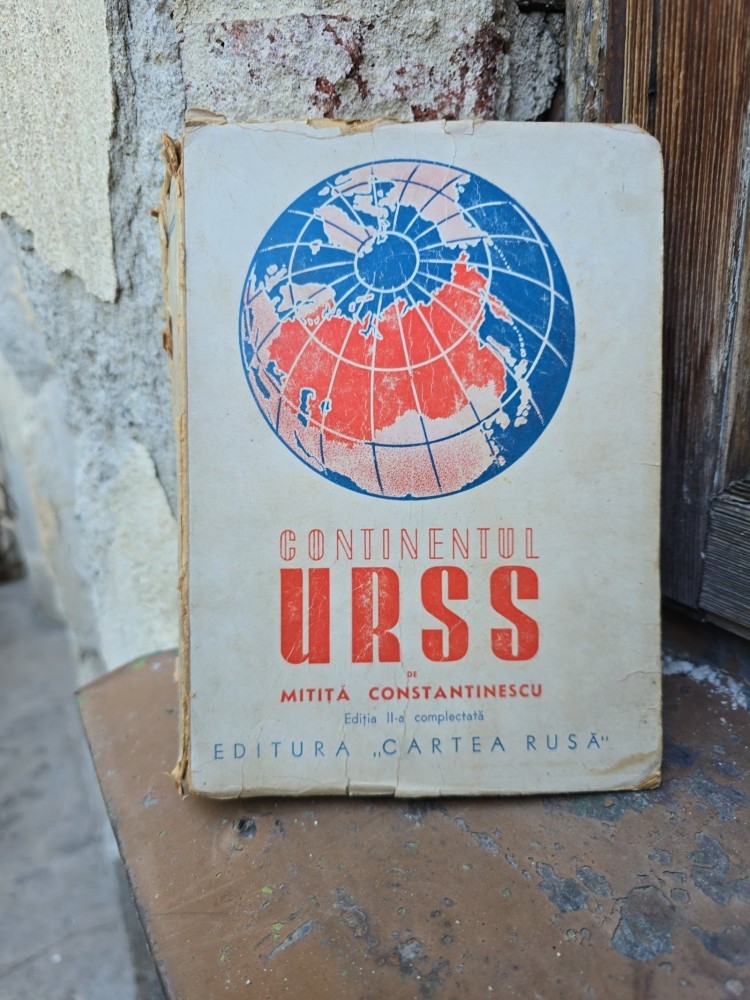 CONTINENTUL
URSS
DE
MITIȚĂ CONSTANTINESCU
Ediția II-a complectată
EDITURA „CARTEA RUSĂ"